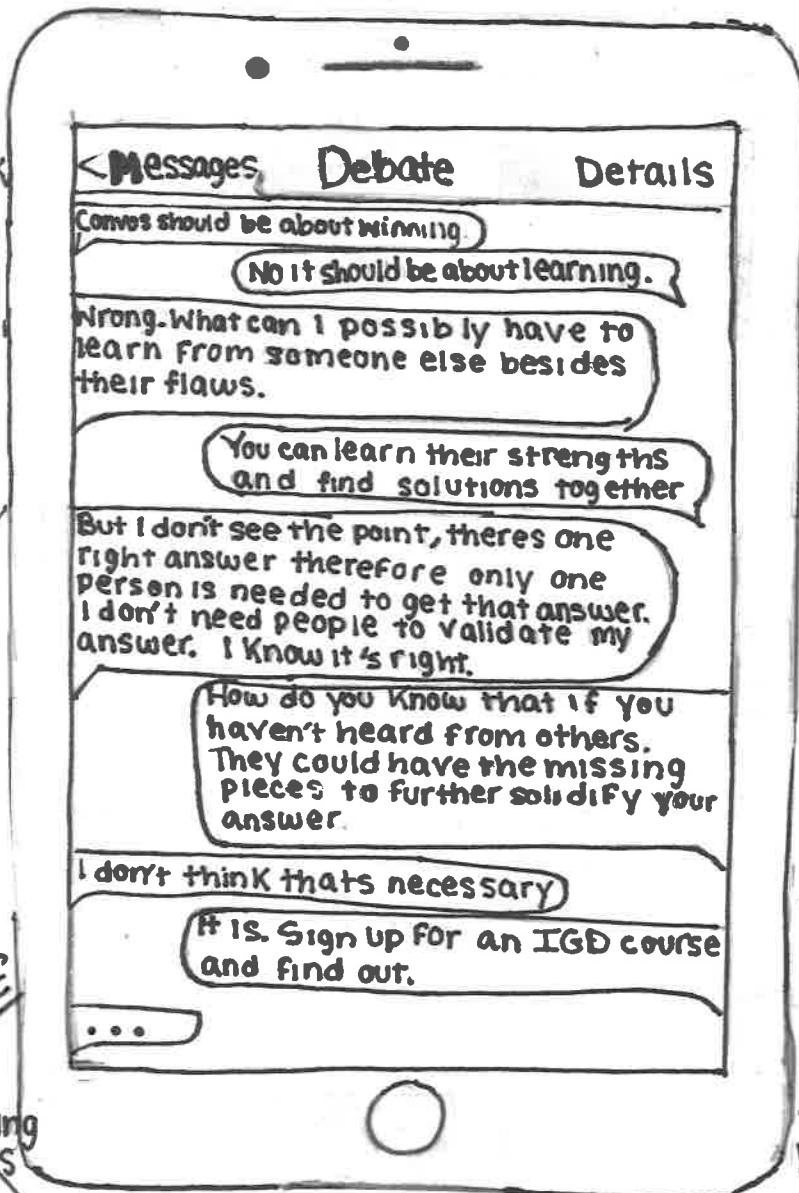 <Messages Debate Details
Convos should be about winning.
No it should be about learning.
Wrong. What can I possibly have to
learn from someone else besides
their flaws.
You can learn their strengths
and find solutions together
But I don't see the point, theres one
right answer therefore only one
person is needed to get that answer.
I don't need people to validate my
answer. I know it's right.
How do you know that if you
haven't heard from others.
They could have the missing
pieces to further solidify your
answer
I don't think thats necessary
It is. Sign up for an IGD course
and find out.
...